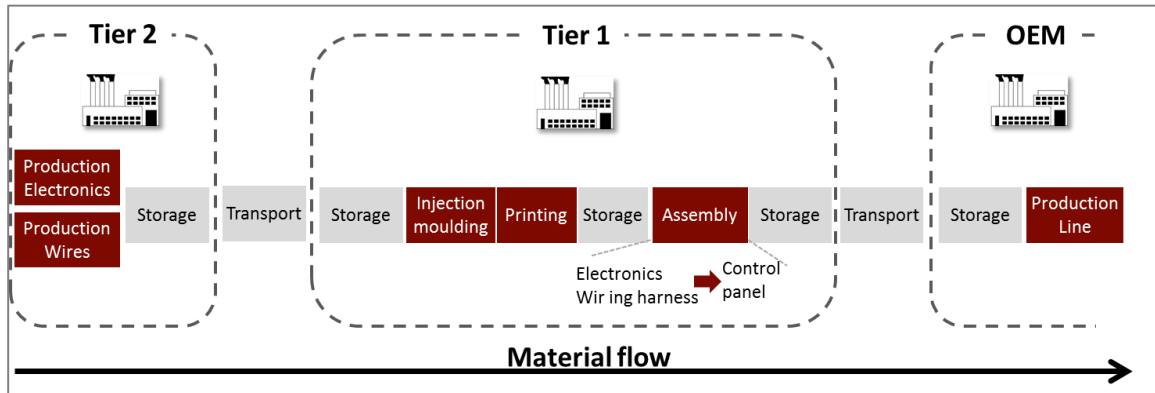 Tier 2
Tier 1
OEM
Production
Electronics
Production
Wires
Storage
Transport
Storage
Injection
moulding
Printing
Storage
Assembly
Storage
Transport
Storage
Production
Line
Electronics
Wir ing harness
Control
panel
Material flow